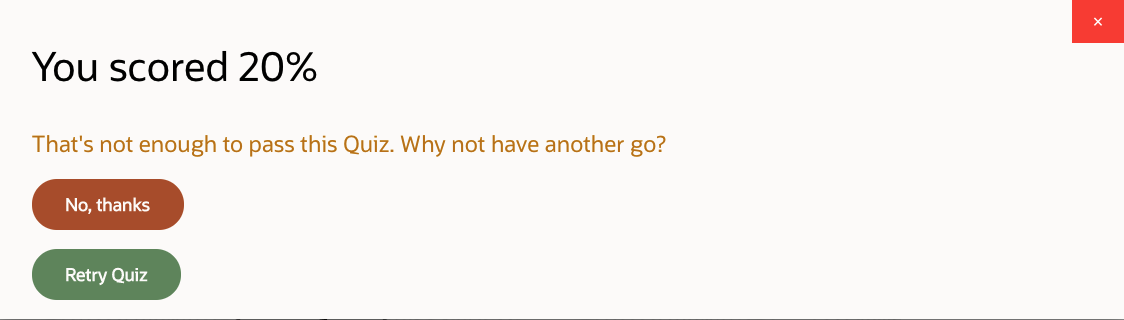 ×
You scored 20%
That's not enough to pass this Quiz. Why not have another go?
No, thanks
Retry Quiz